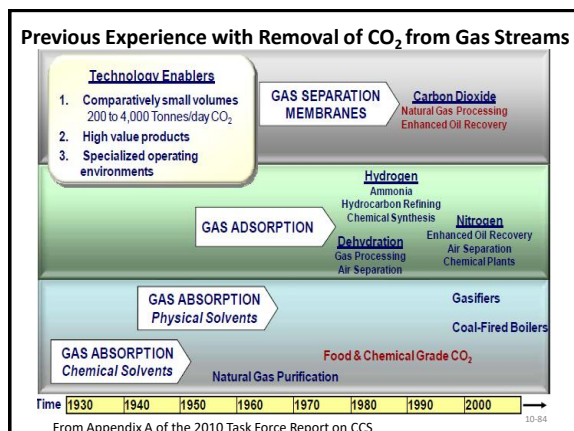 Previous Experience with Removal of CO₂ from Gas Streams
Technology Enablers
1. Comparatively small volumes
200 to 4,000 Tonnes/day CO₂
2. High value products
3. Specialized operating
environments
GAS SEPARATION
MEMBRANES
Carbon Dioxide
Natural Gas Processing
Enhanced Oil Recovery
GAS ADSORPTION
Hydrogen
Ammonia
Hydrocarbon Refining
Chemical Synthesis
Dehydration
Gas Processing
Air Separation
Nitrogen
Enhanced Oil Recovery
Air Separation
Chemical Plants
GAS ABSORPTION
Physical Solvents
Gasifiers
Coal-Fired Boilers
GAS ABSORPTION
Chemical Solvents
Food & Chemical Grade CO₂
Natural Gas Purification
Time 1930 1940 1950 1960 1970 1980 1990 2000
10-84
From Appendix A of the 2010 Task Force Report on CCS